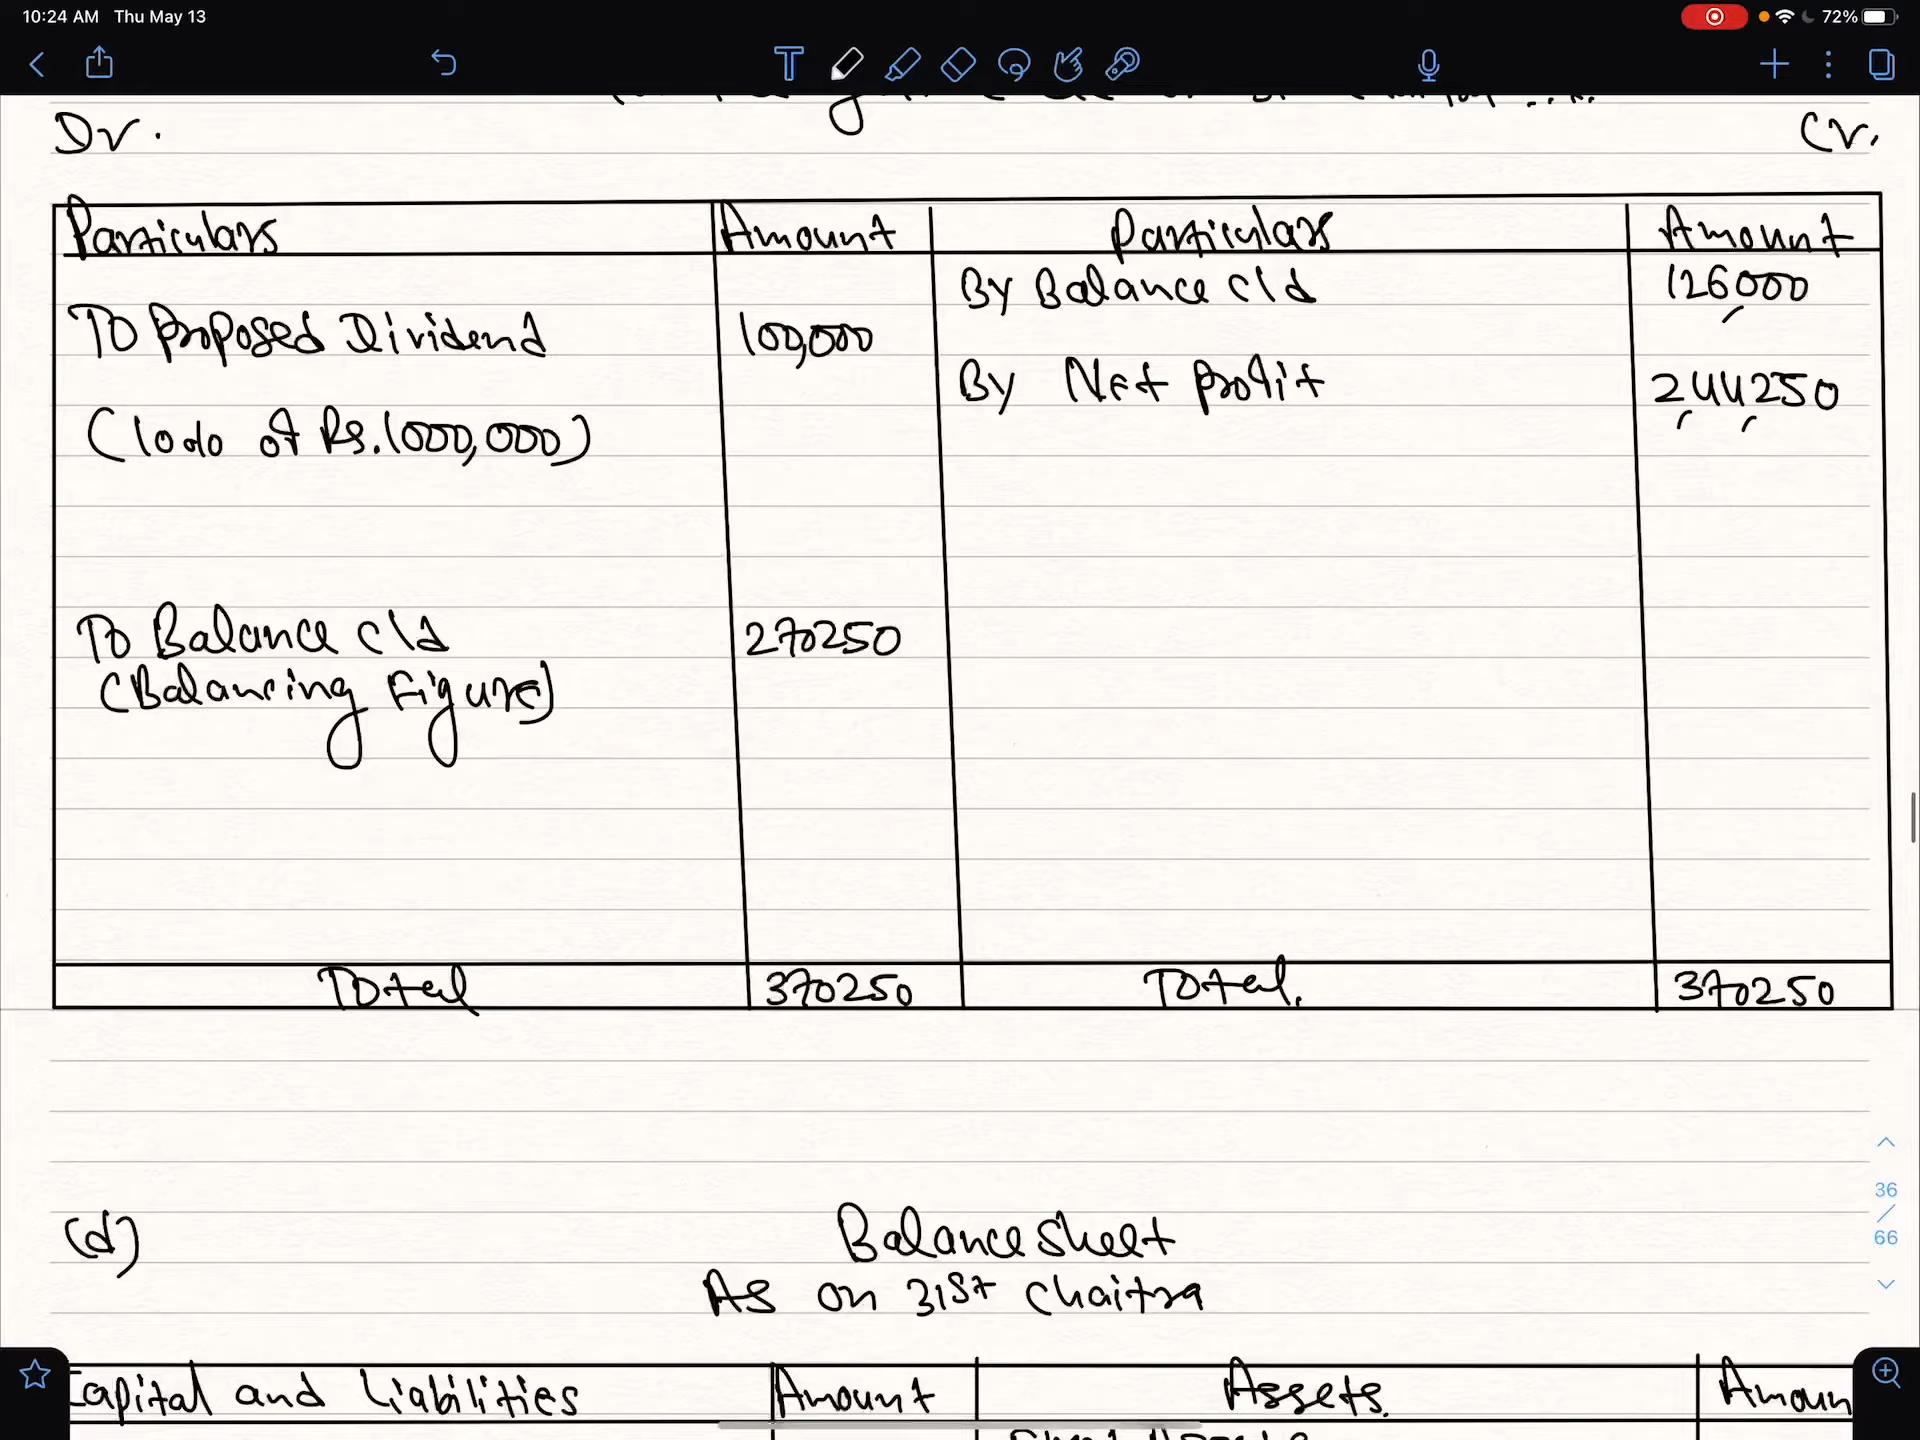 10:24 AM Thu May 13
72%
Dr. Cr.
Particulars Amount Particulars Amount
By Balance c/d 126000
To Proposed Dividend 100,000
By Net profit 244250
(10% of Rs.1000,000)
To Balance c/d 270250
(Balancing Figure)
Total 370250 Total. 370250
36
/
66
(d) Balance sheet
As on 31st Chaitra
Capital and Liabilities Amount Assets. Amoun